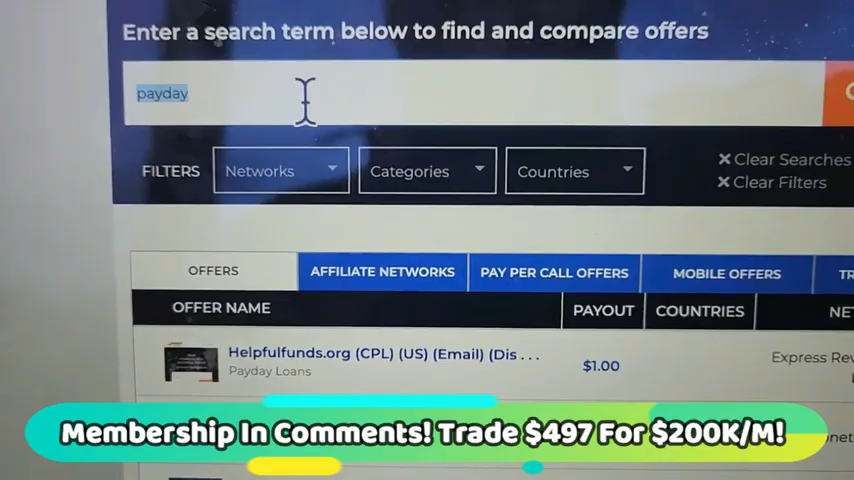 Enter a search term below to find and compare offers
payday
FILTERS Networks Categories Countries
Clear Searches
Clear Filters
OFFERS AFFILIATE NETWORKS PAY PER CALL OFFERS MOBILE OFFERS
OFFER NAME PAYOUT COUNTRIES
Helpfulfunds.org (CPL) (US) (Email) (Dis . . .
Payday Loans
$1.00
Express
Membership In Comments! Trade $497 For $200K/M!